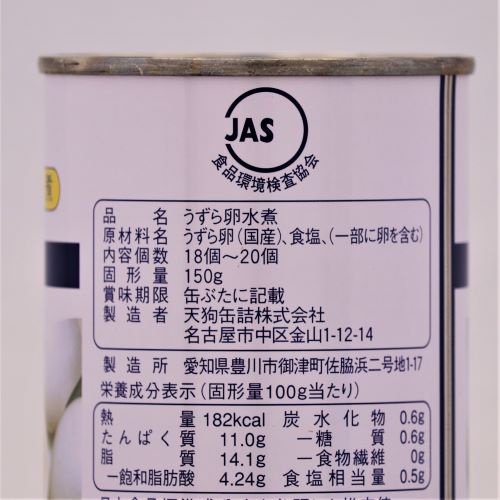 JAS
食品環境検査協会
品名 うずら卵水煮
原材料名 うずら卵(国産)、食塩、(一部に卵を含む)
内容個数 18個〜20個
固形量 150g
賞味期限 缶ぶたに記載
製造者 天狗缶詰株式会社
名古屋市中区金山1-12-14
製造所 愛知県豊川市御津町佐脇浜二号地1-17
栄養成分表示(固形量100g当たり)
熱量 182kcal 炭水化物 0.6g
たんぱく質 11.0g ー糖質 0.6g
脂質 14.1g ー食物繊維 0g
ー飽和脂肪酸 4.24g 食塩相当量 0.5g